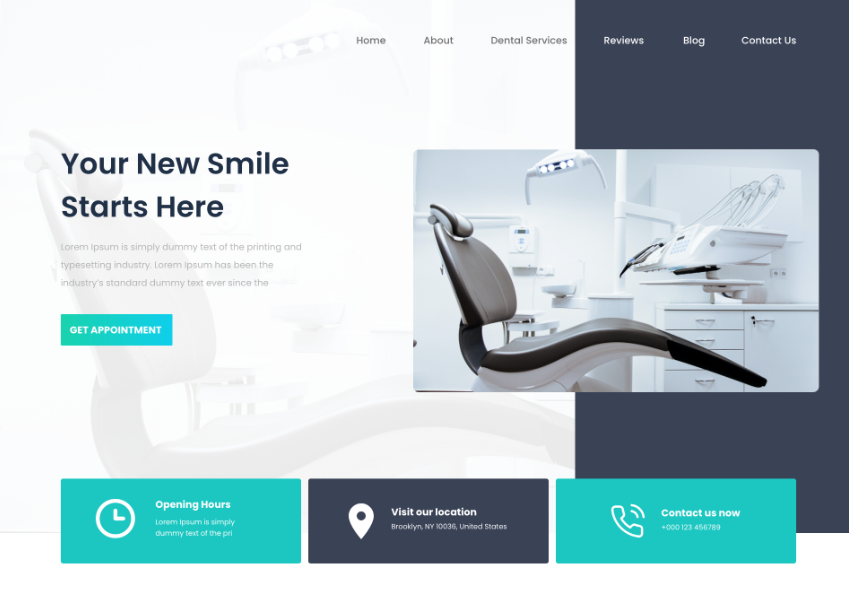 Home About Dental Services Reviews Blog Contact Us
Your New Smile
Starts Here
Lorem Ipsum is simply dummy text of the printing and
typesetting industry. Lorem Ipsum has been the
industry's standard dummy text ever since the
GET APPOINTMENT
Opening Hours
Lorem Ipsum is simply
dummy text of the pri
Visit our location
Brooklyn, NY 10036, United States
Contact us now
+000 123 456789